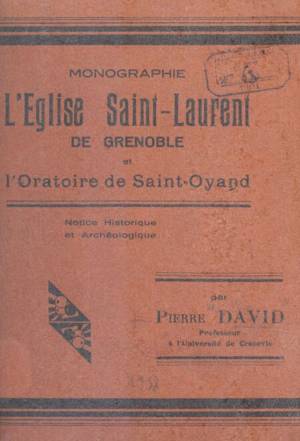 MONOGRAPHIE
L'Eglise Saint-Laurent
DE GRENOBLE
et
l'Oratoire de Saint-Oyand
Notice Historique
et Archéologique
par
PIERRE DAVID
Professeur
à l'Université de Cracovie